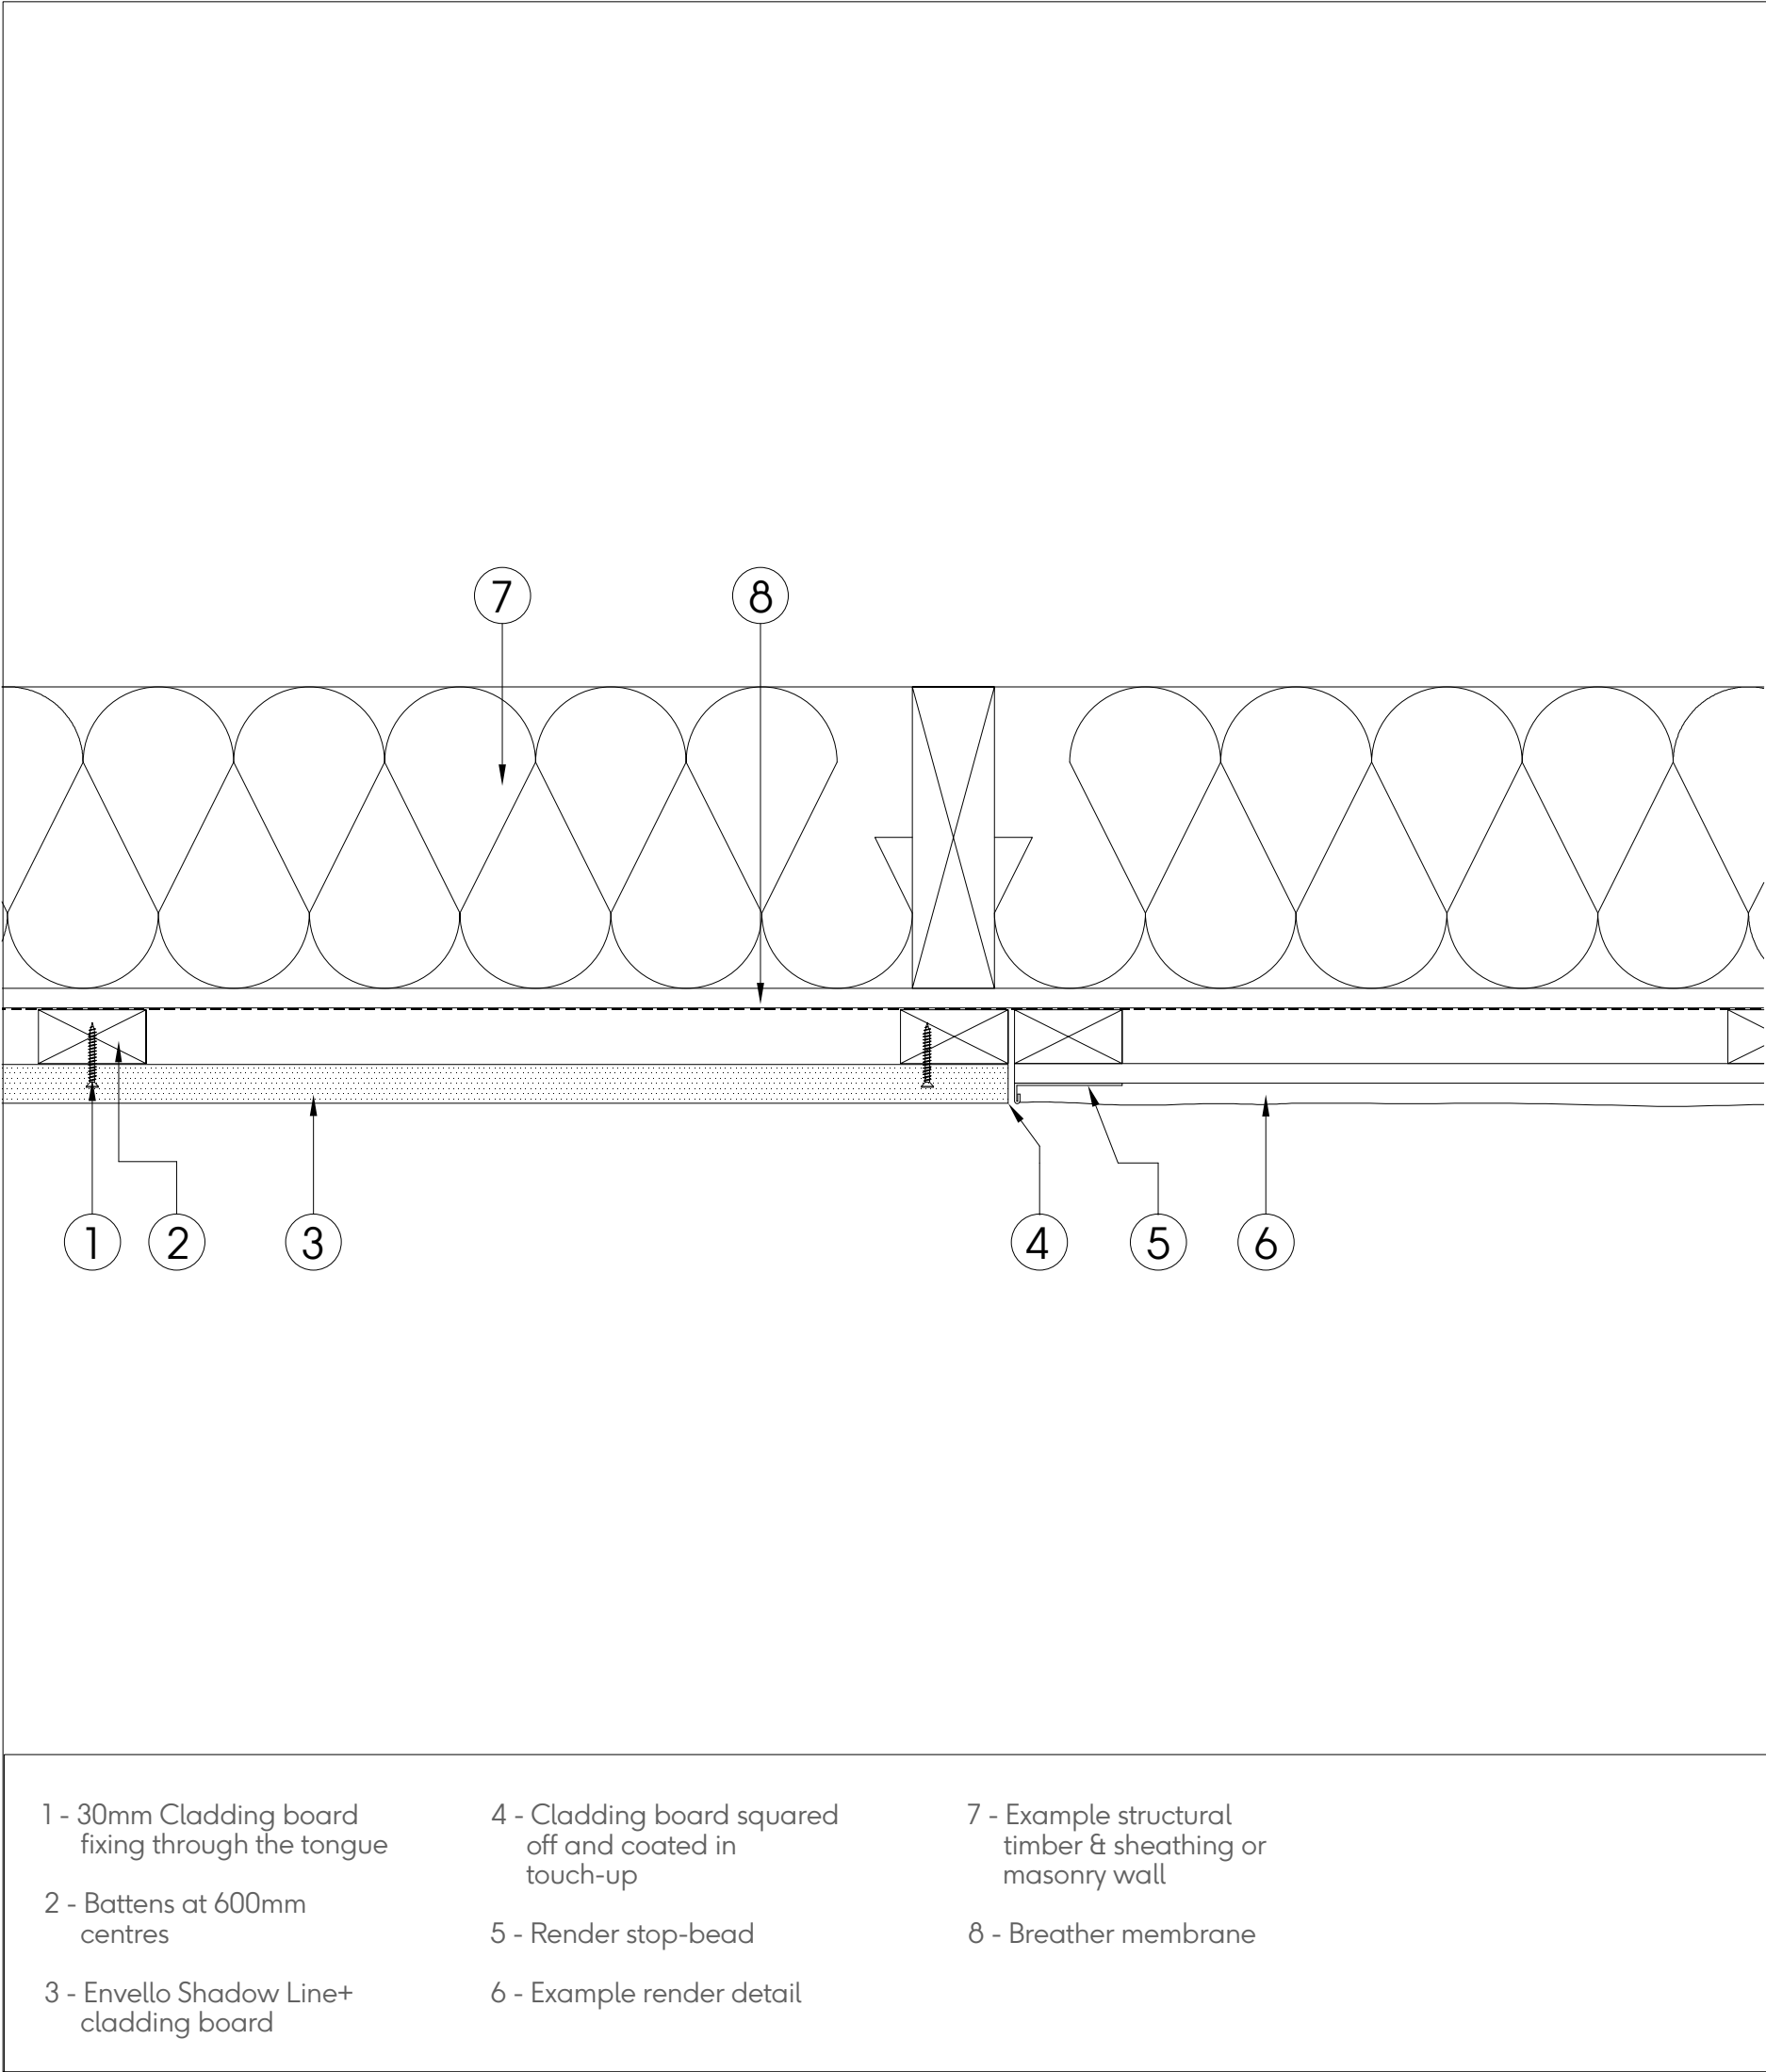 7
8
1
2
3
4
5
6
1 - 30mm Cladding board
fixing through the tongue
2 - Battens at 600mm
centres
3 - Envello Shadow Line+
cladding board
4 - Cladding board squared
off and coated in
touch-up
5 - Render stop-bead
6 - Example render detail
7 - Example structural
timber & sheathing or
masonry wall
8 - Breather membrane